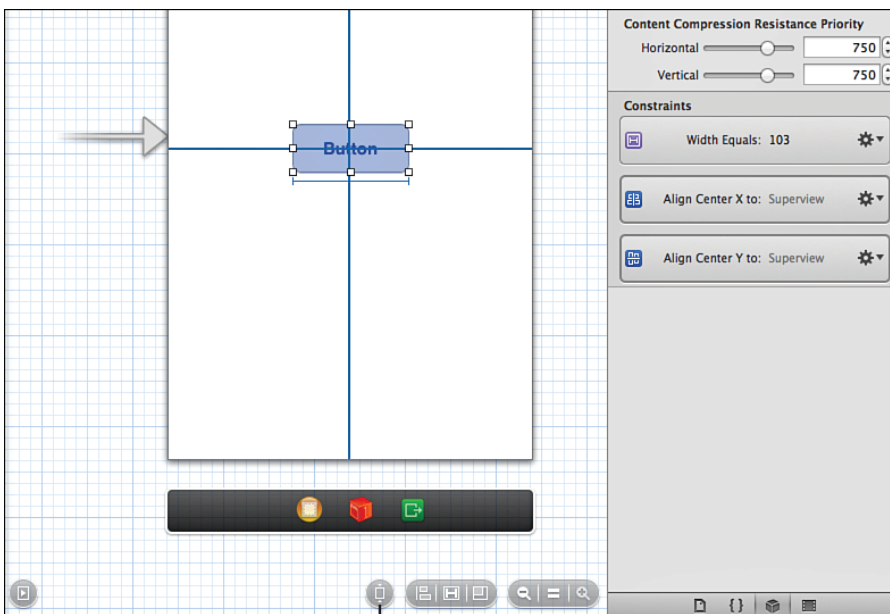 Content Compression Resistance Priority
Horizontal 750
Vertical 750
Constraints
Width Equals: 103
Align Center X to: Superview
Align Center Y to: Superview
Button
{ }